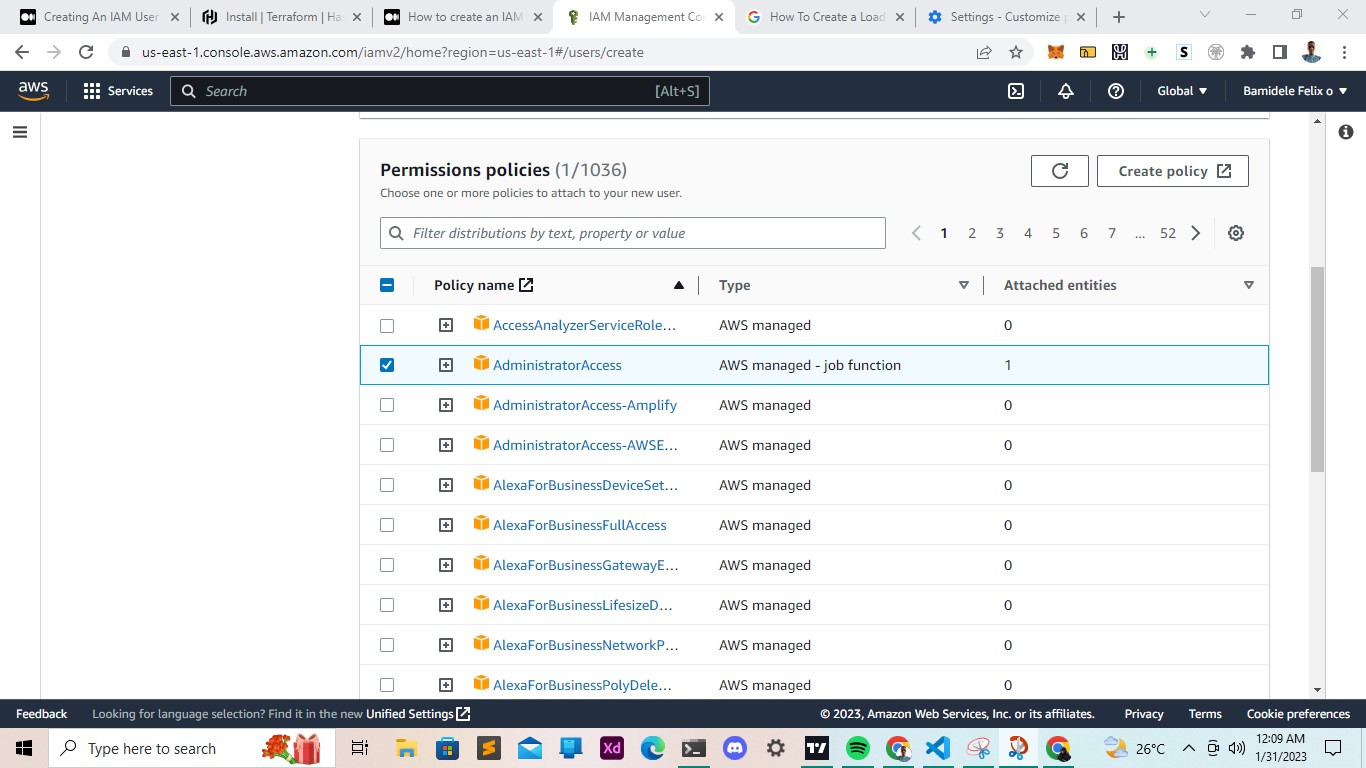 Creating An IAM User
Install | Terraform | Ha
How to create an IAM
IAM Management Co
How To Create a Load
Settings - Customize
us-east-1.console.aws.amazon.com/iamv2/home?region=us-east-1#/users/create
aws
Services
Search
[Alt+S]
Global
Bamidele Felix o
Permissions policies (1/1036)
Choose one or more policies to attach to your new user.
Create policy
Filter distributions by text, property or value
1 2 3 4 5 6 7 ... 52
Policy name
Type
Attached entities
AccessAnalyzerServiceRole...
AWS managed
0
AdministratorAccess
AWS managed - job function
1
AdministratorAccess-Amplify
AWS managed
0
AdministratorAccess-AWSE...
AWS managed
0
AlexaForBusinessDeviceSet...
AWS managed
0
AlexaForBusinessFullAccess
AWS managed
0
AlexaForBusinessGatewayE...
AWS managed
0
AlexaForBusinessLifesizeD...
AWS managed
0
AlexaForBusinessNetworkP...
AWS managed
0
AlexaForBusinessPolyDele...
AWS managed
0
Feedback
Looking for language selection? Find it in the new Unified Settings
© 2023, Amazon Web Services, Inc. or its affiliates.
Privacy
Terms
Cookie preferences
Type here to search
Xd
26°C
12:09 AM
1/31/2023